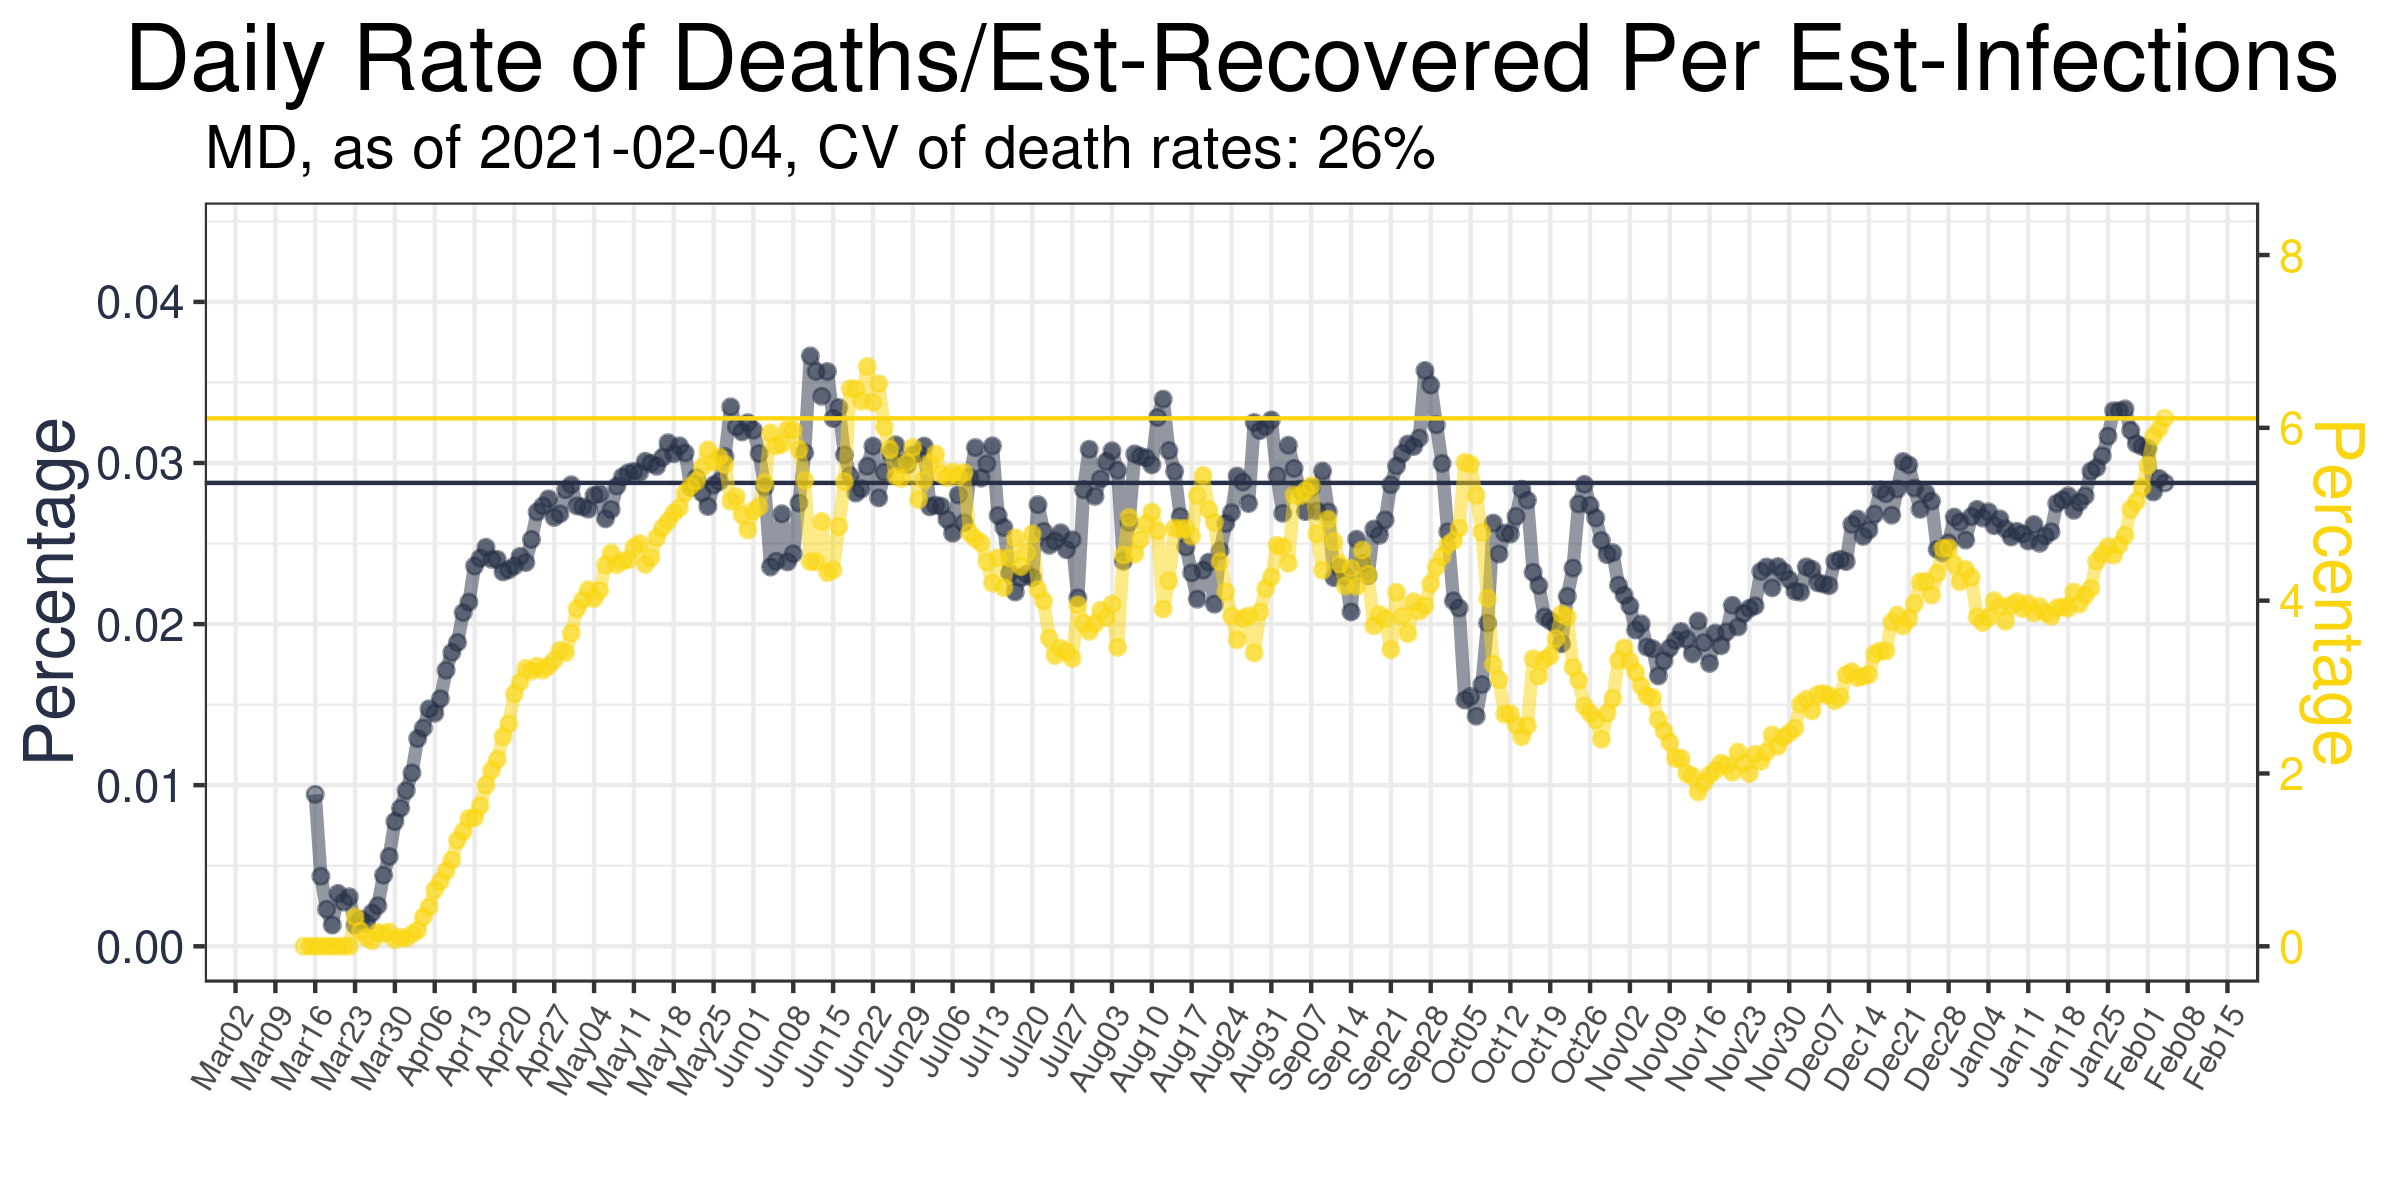 Daily Rate of Deaths/Est-Recovered Per Est-Infections
MD, as of 2021-02-04, CV of death rates: 26%
Percentage
0.04
0.03
0.02
0.01
0.00
8
6
4
2
0
Percentage
Mar02
Mar09
Mar16
Mar23
Mar30
Apr06
Apr13
Apr20
Apr27
May04
May11
May18
May25
Jun01
Jun08
Jun15
Jun22
Jun29
Jul06
Jul13
Jul20
Jul27
Aug03
Aug10
Aug17
Aug24
Aug31
Sep07
Sep14
Sep21
Sep28
Oct05
Oct12
Oct19
Oct26
Nov02
Nov09
Nov16
Nov23
Nov30
Dec07
Dec14
Dec21
Dec28
Jan04
Jan11
Jan18
Jan25
Feb01
Feb08
Feb15